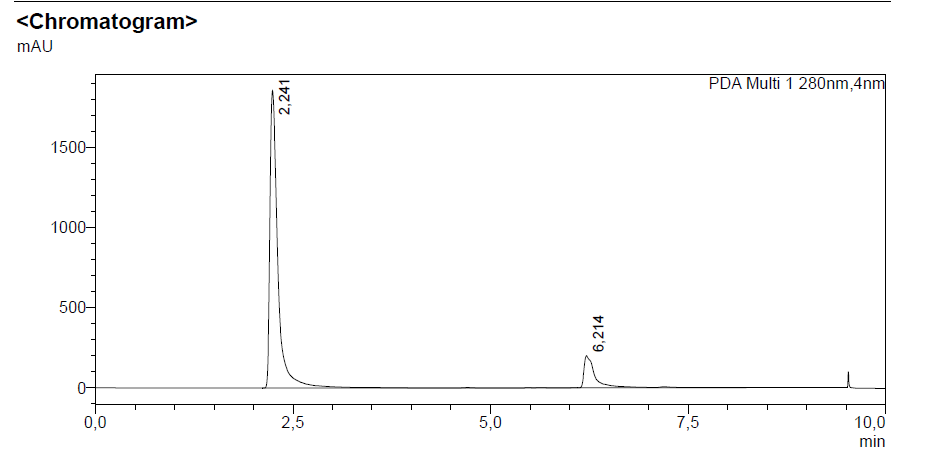 <Chromatogram>
mAU
PDA Multi 1 280nm,4nm
2,241
1500
1000
500
6,214
0
0,0 2,5 5,0 7,5 10,0
min